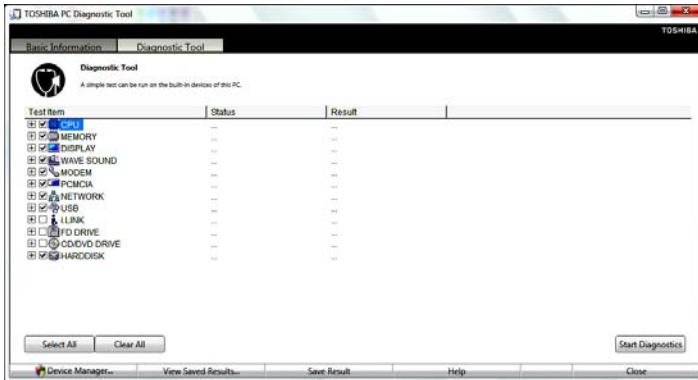 TOSHIBA PC Diagnostic Tool
TOSHIBA
Basic Information Diagnostic Tool
Diagnostic Tool
A simple test can be run on the built-in devices of this PC.
Test Item Status Result
CPU ... ...
MEMORY ... ...
DISPLAY ... ...
WAVE SOUND ... ...
MODEM ... ...
PCMCIA ... ...
NETWORK ... ...
USB ... ...
i.LINK ... ...
FD DRIVE ... ...
CD/DVD DRIVE ... ...
HARDDISK ... ...
Select All Clear All Start Diagnostics
Device Manager... View Saved Results... Save Result Help Close